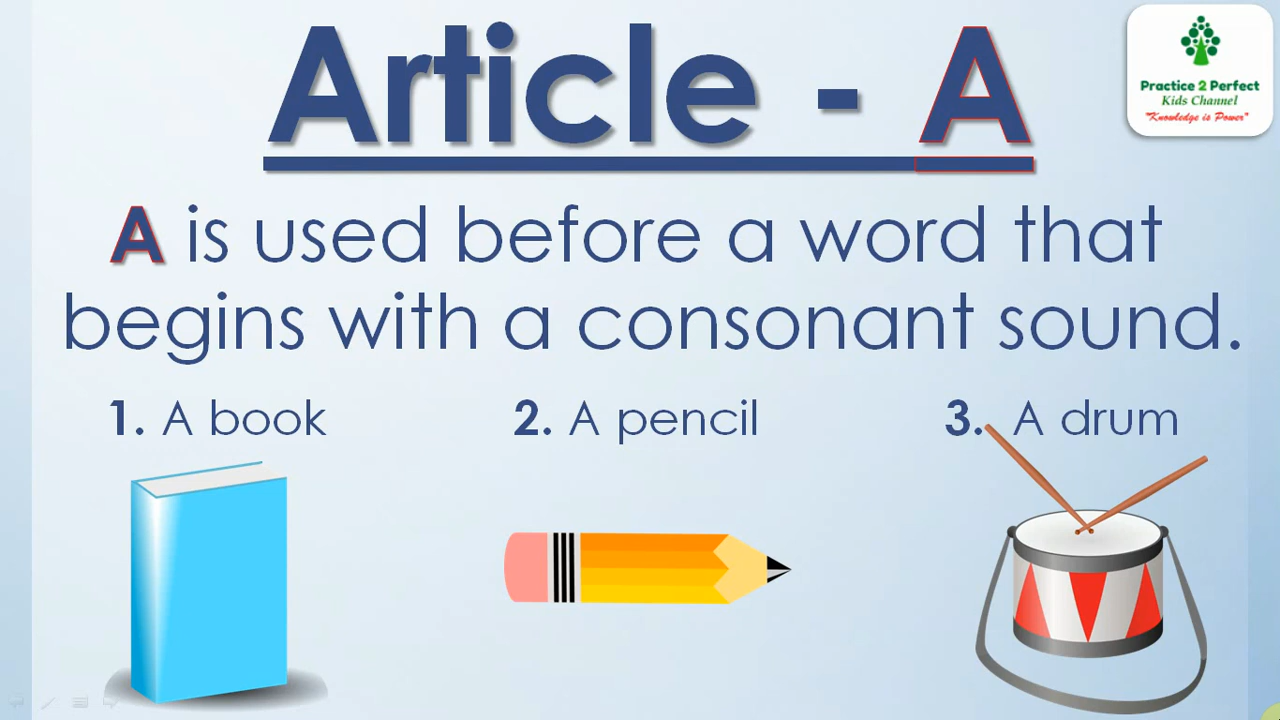 Article - A
Practice 2 Perfect
Kids Channel
"Knowledge is Power"
A is used before a word that
begins with a consonant sound.
1. A book
2. A pencil
3. A drum